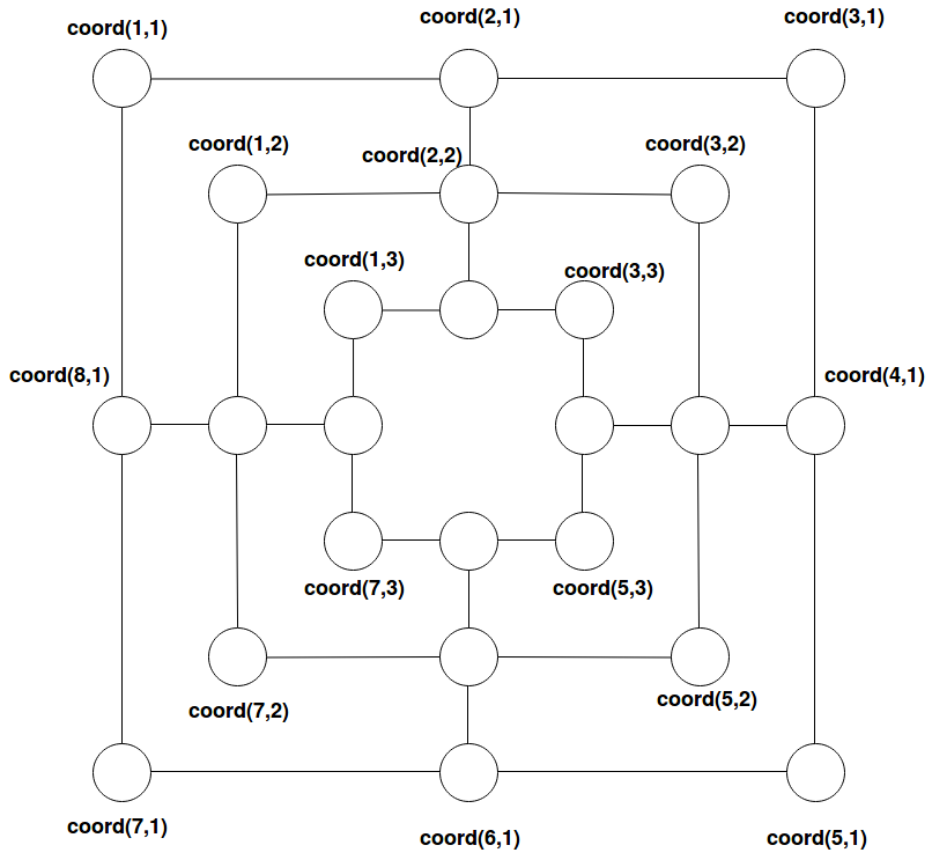 coord(1,1)
coord(2,1)
coord(3,1)
coord(1,2)
coord(2,2)
coord(3,2)
coord(1,3)
coord(3,3)
coord(8,1)
coord(4,1)
coord(7,3)
coord(5,3)
coord(7,2)
coord(5,2)
coord(7,1)
coord(6,1)
coord(5,1)